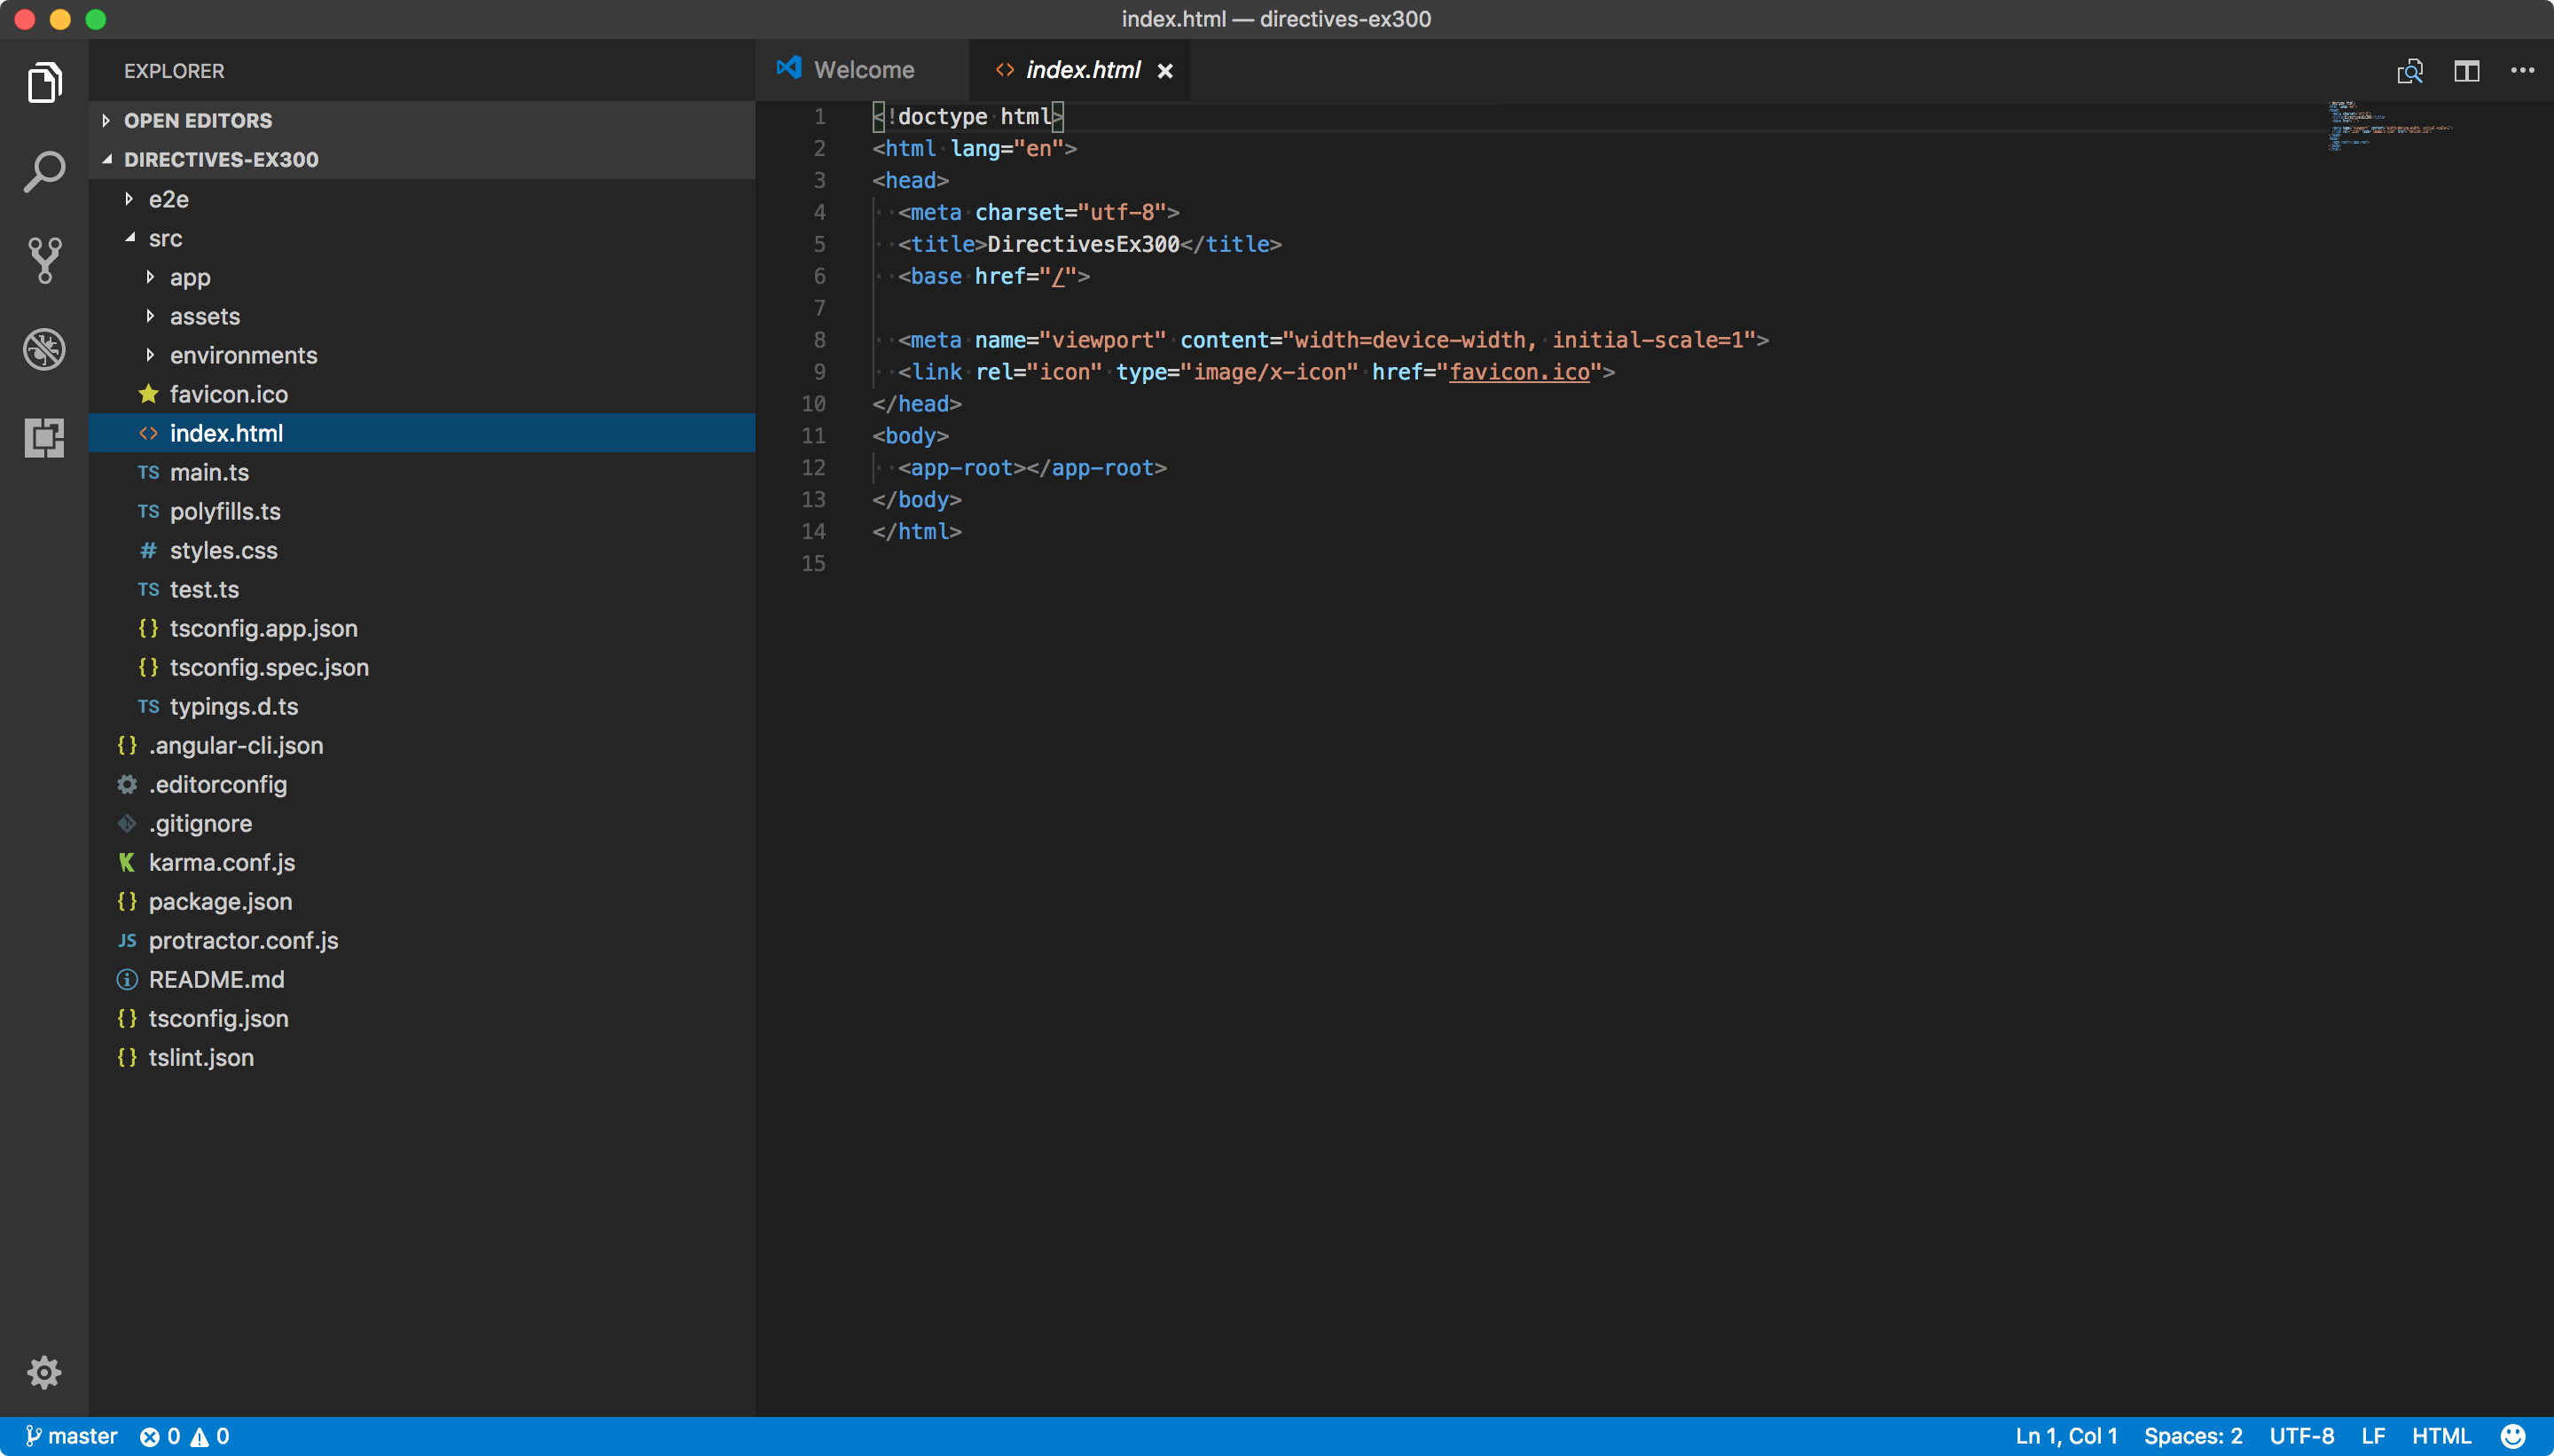 index.html — directives-ex300
EXPLORER
OPEN EDITORS
DIRECTIVES-EX300
e2e
src
app
assets
environments
favicon.ico
<> index.html
TS main.ts
TS polyfills.ts
# styles.css
TS test.ts
{} tsconfig.app.json
{} tsconfig.spec.json
TS typings.d.ts
{} .angular-cli.json
.editorconfig
.gitignore
karma.conf.js
{} package.json
JS protractor.conf.js
README.md
{} tsconfig.json
{} tslint.json
Welcome
<> index.html
1 <!doctype html>
2 <html lang="en">
3 <head>
4 <meta charset="utf-8">
5 <title>DirectivesEx300</title>
6 <base href="/">
7
8 <meta name="viewport" content="width=device-width, initial-scale=1">
9 <link rel="icon" type="image/x-icon" href="favicon.ico">
10 </head>
11 <body>
12 <app-root></app-root>
13 </body>
14 </html>
15
master 0 0
Ln 1, Col 1 Spaces: 2 UTF-8 LF HTML